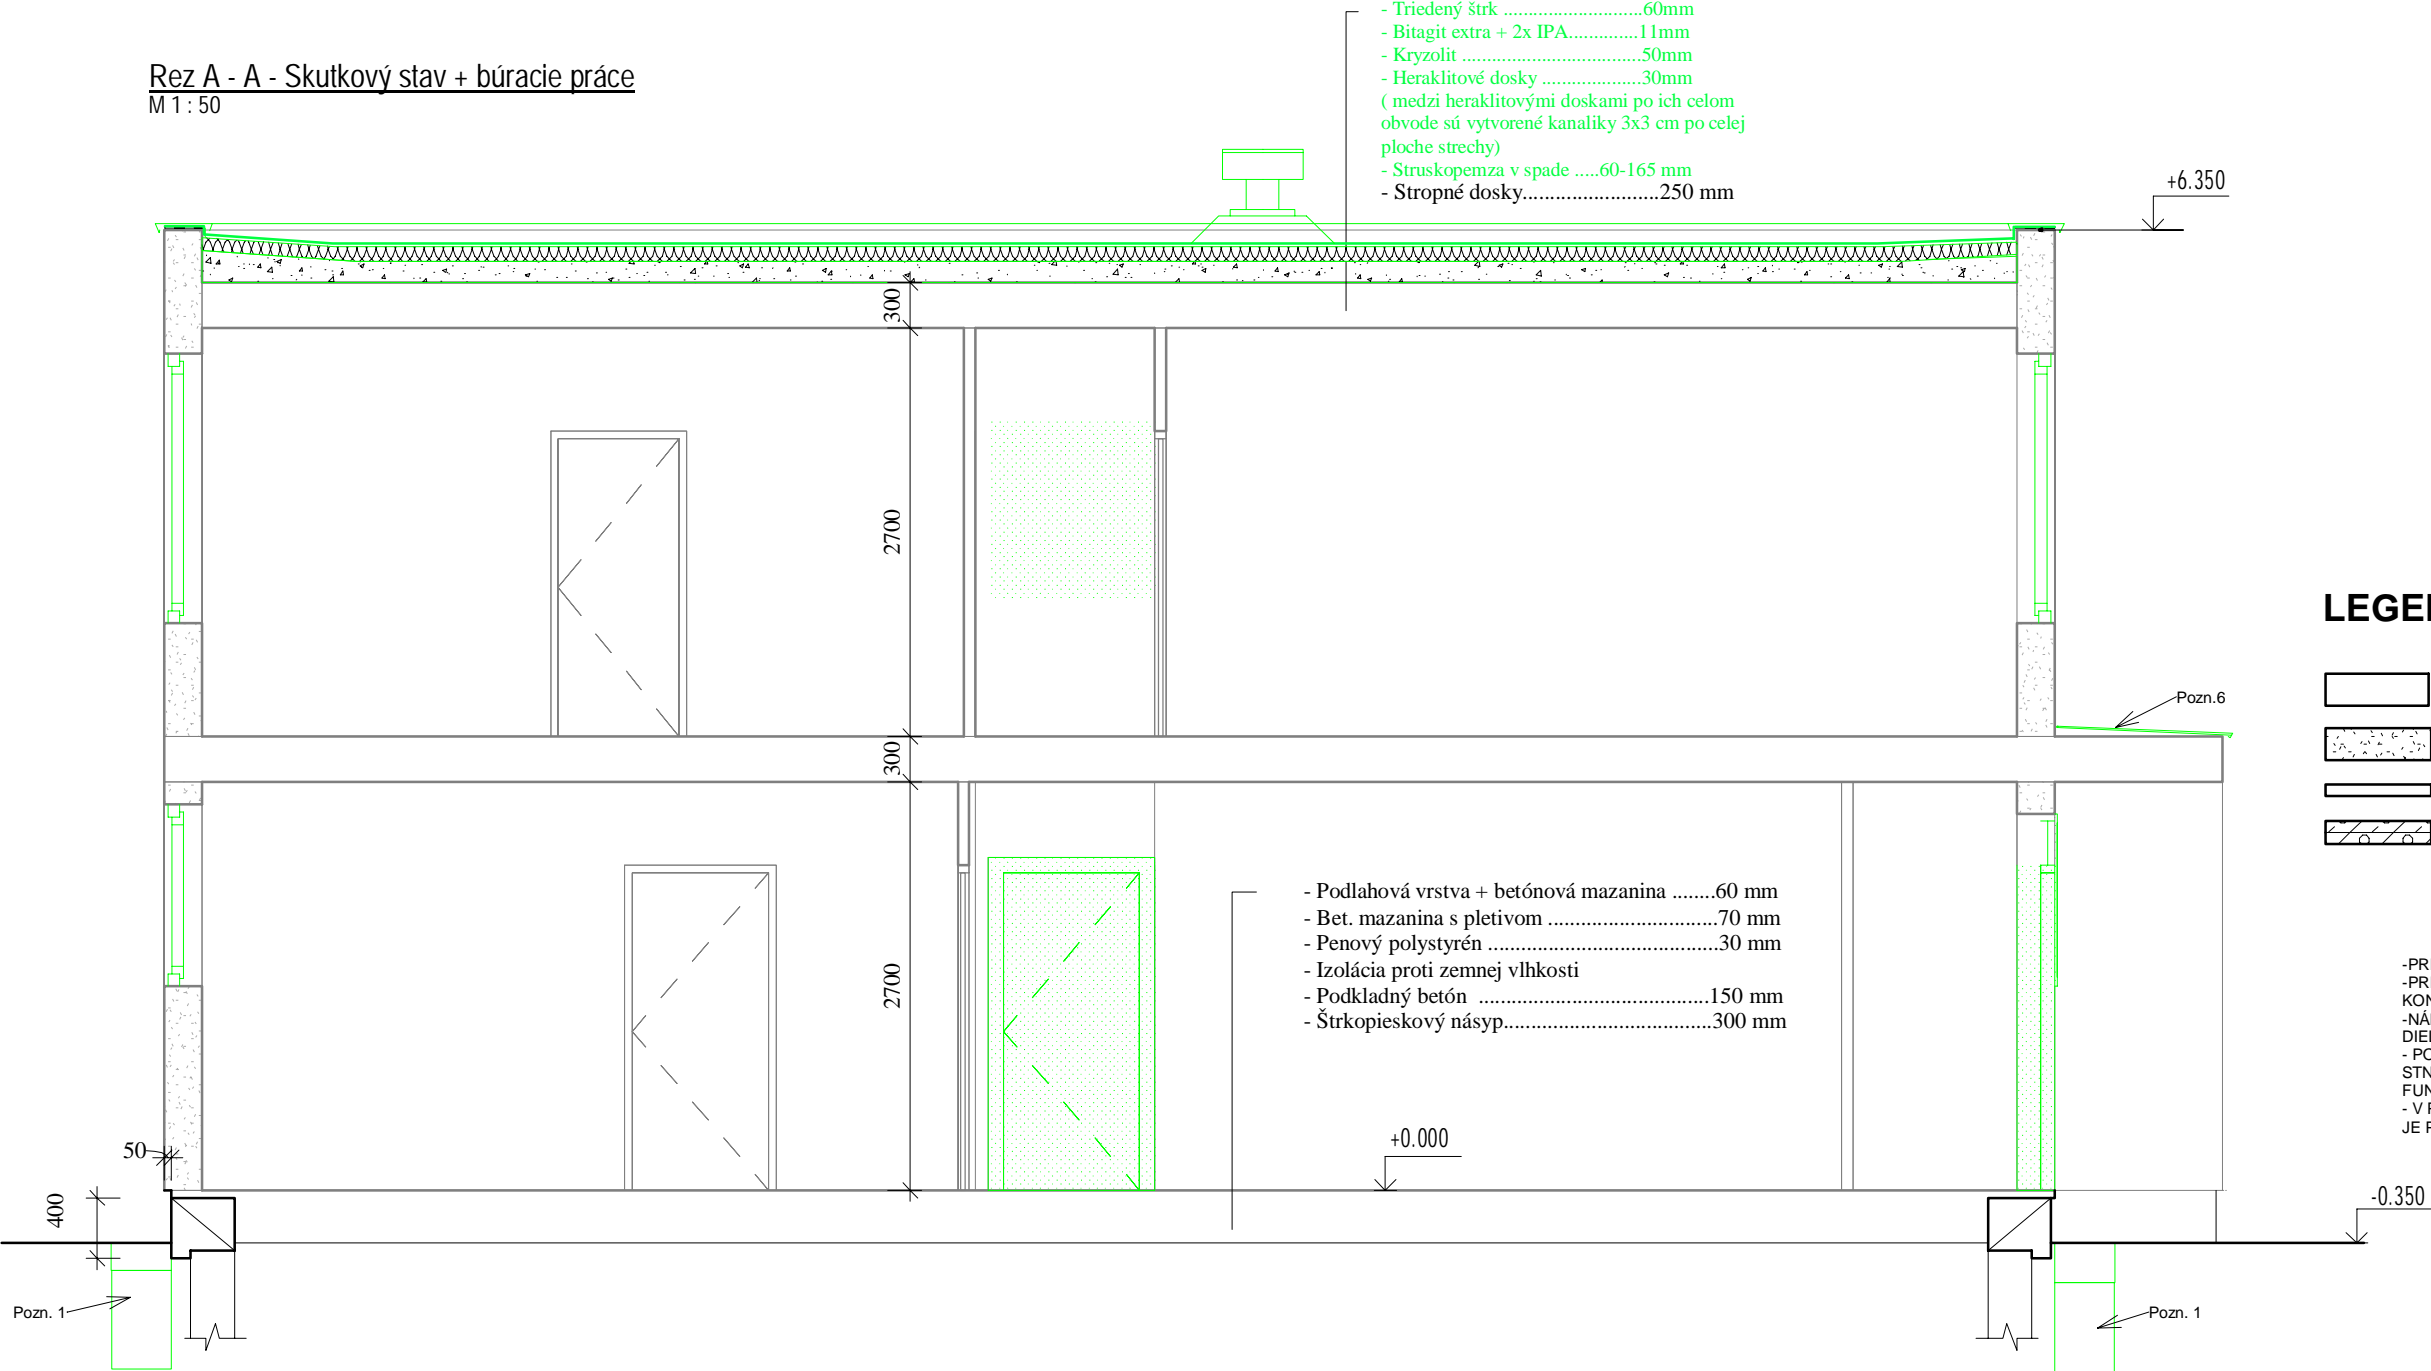 - Triedený štrk ............................60mm
- Bitagit extra + 2x IPA..............11mm
- Kryzolit ....................................50mm
- Heraklitové dosky ....................30mm
( medzi heraklitovými doskami po ich celom
obvode sú vytvorené kanaliky 3x3 cm po celej
ploche strechy)
- Struskopemza v spade .....60-165 mm
- Stropné dosky.........................250 mm
Rez A - A - Skutkový stav + búracie práce
M 1 : 50
+6.350
300
2700
300
2700
Pozn.6
- Podlahová vrstva + betónová mazanina ........60 mm
- Bet. mazanina s pletivom ...............................70 mm
- Penový polystyrén ..........................................30 mm
- Izolácia proti zemnej vlhkosti
- Podkladný betón ..........................................150 mm
- Štrkopieskový násyp......................................300 mm
+0.000
50
400
-0.350
Pozn. 1
Pozn. 1
- V
JE